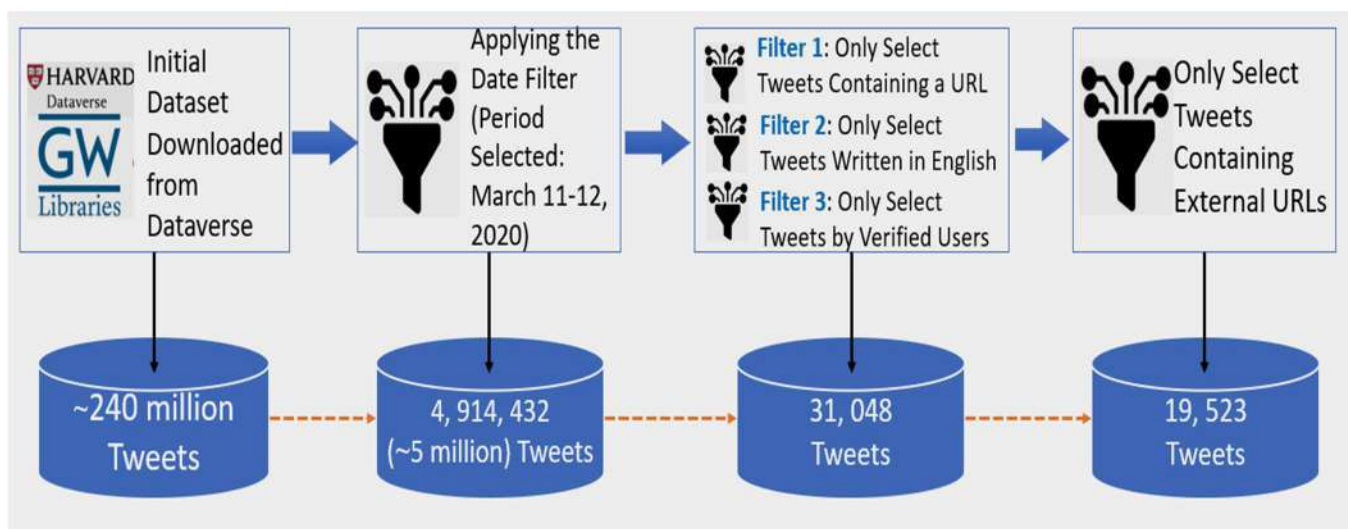 HARVARD
Dataverse
GW
Libraries
Initial
Dataset
Downloaded
from
Dataverse
Applying the
Date Filter
(Period
Selected:
March 11-12,
2020)
Filter 1: Only Select
Tweets Containing a URL
Filter 2: Only Select
Tweets Written in English
Filter 3: Only Select
Tweets by Verified Users
Only Select
Tweets
Containing
External URLs
~240 million
Tweets
4, 914, 432
(~5 million) Tweets
31, 048
Tweets
19, 523
Tweets